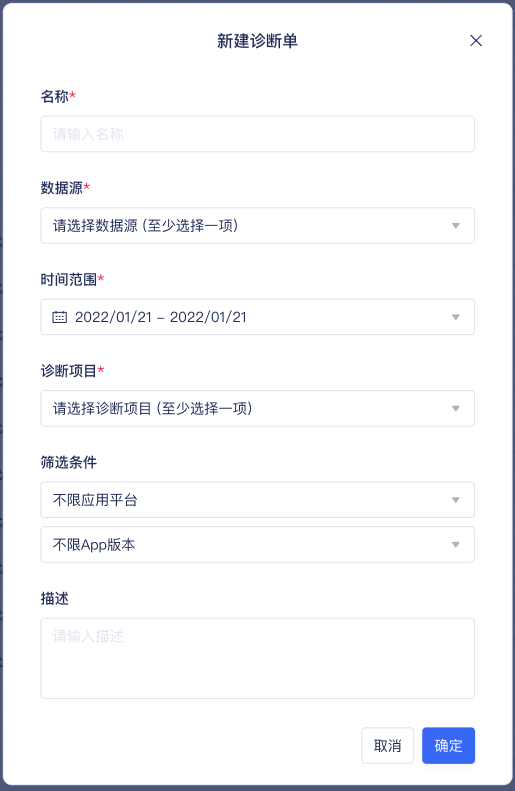 新建诊断单
名称*
请输入名称
数据源*
请选择数据源 (至少选择一项)
时间范围*
2022/01/21 – 2022/01/21
诊断项目*
请选择诊断项目 (至少选择一项)
筛选条件
不限应用平台
不限App版本
描述
请输入描述
取消 确定